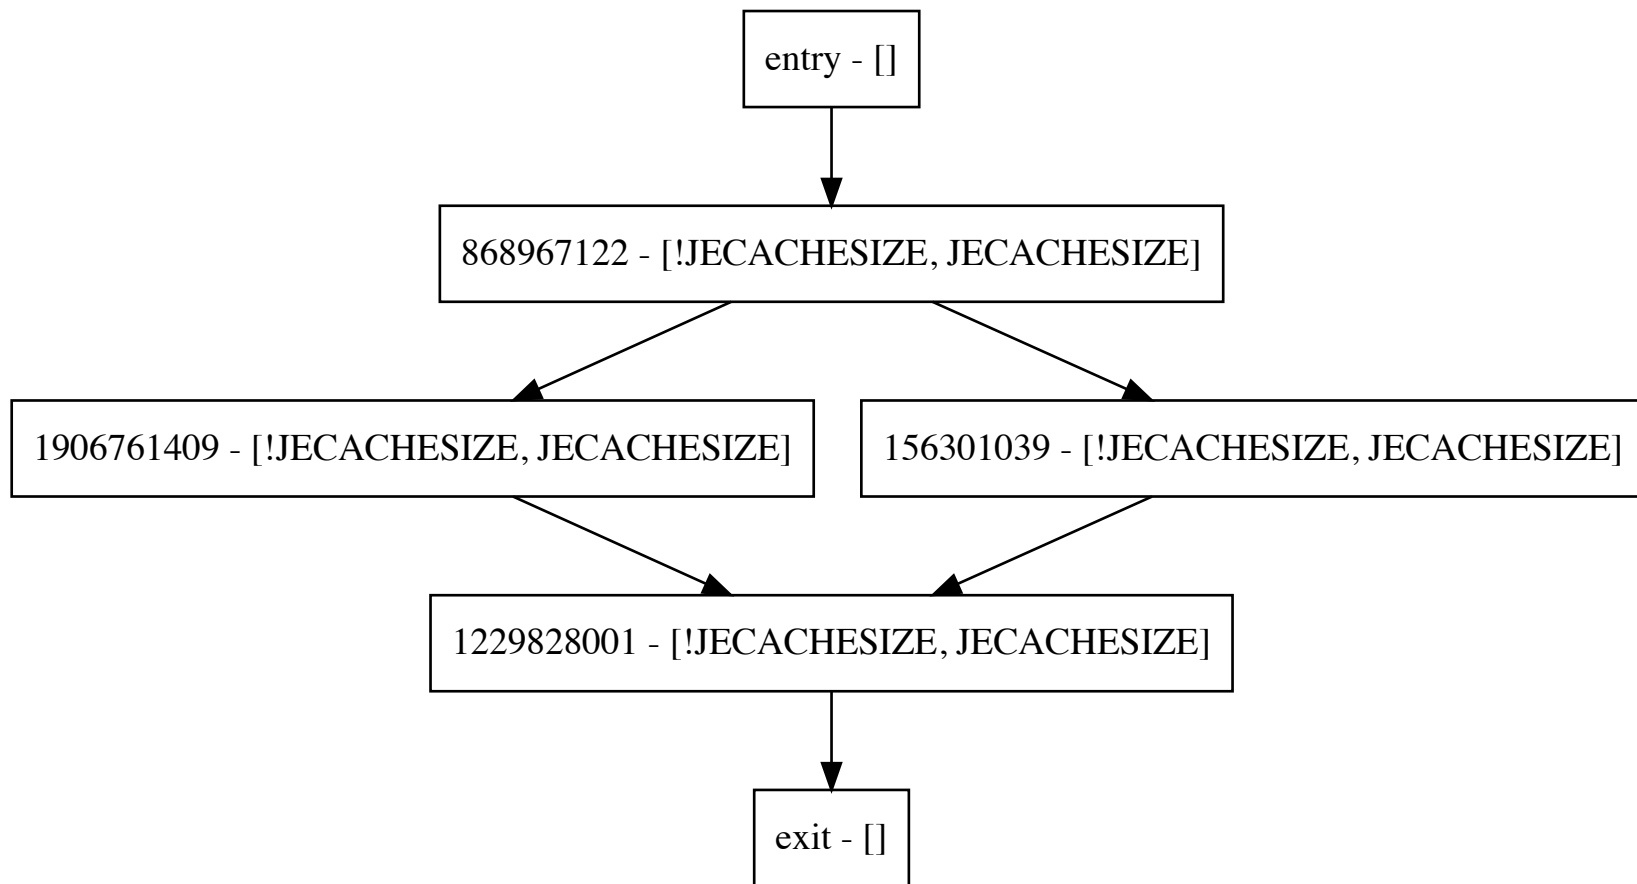 entry - []
868967122 - [!JECACHESIZE, JECACHESIZE]
1906761409 - [!JECACHESIZE, JECACHESIZE]
156301039 - [!JECACHESIZE, JECACHESIZE]
1229828001 - [!JECACHESIZE, JECACHESIZE]
exit - []